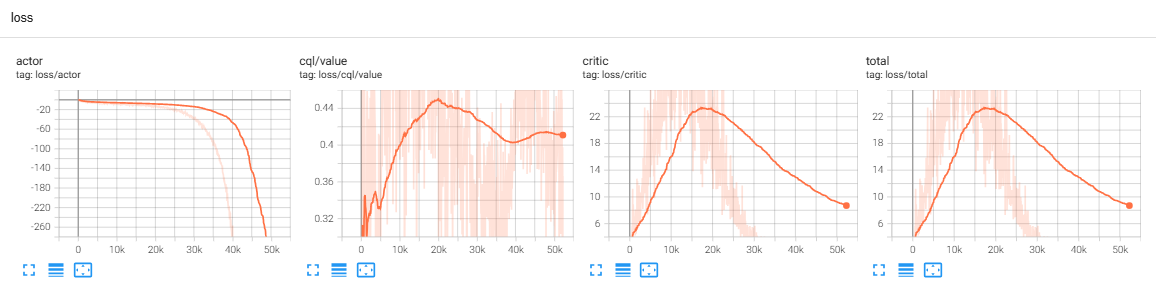 loss
actor
tag: loss/actor
-20
-60
-100
-140
-180
-220
-260
0 10k 20k 30k 40k 50k
cql/value
tag: loss/cql/value
0.44
0.4
0.36
0.32
0 10k 20k 30k 40k 50k
critic
tag: loss/critic
22
18
14
10
6
0 10k 20k 30k 40k 50k
total
tag: loss/total
22
18
14
10
6
0 10k 20k 30k 40k 50k